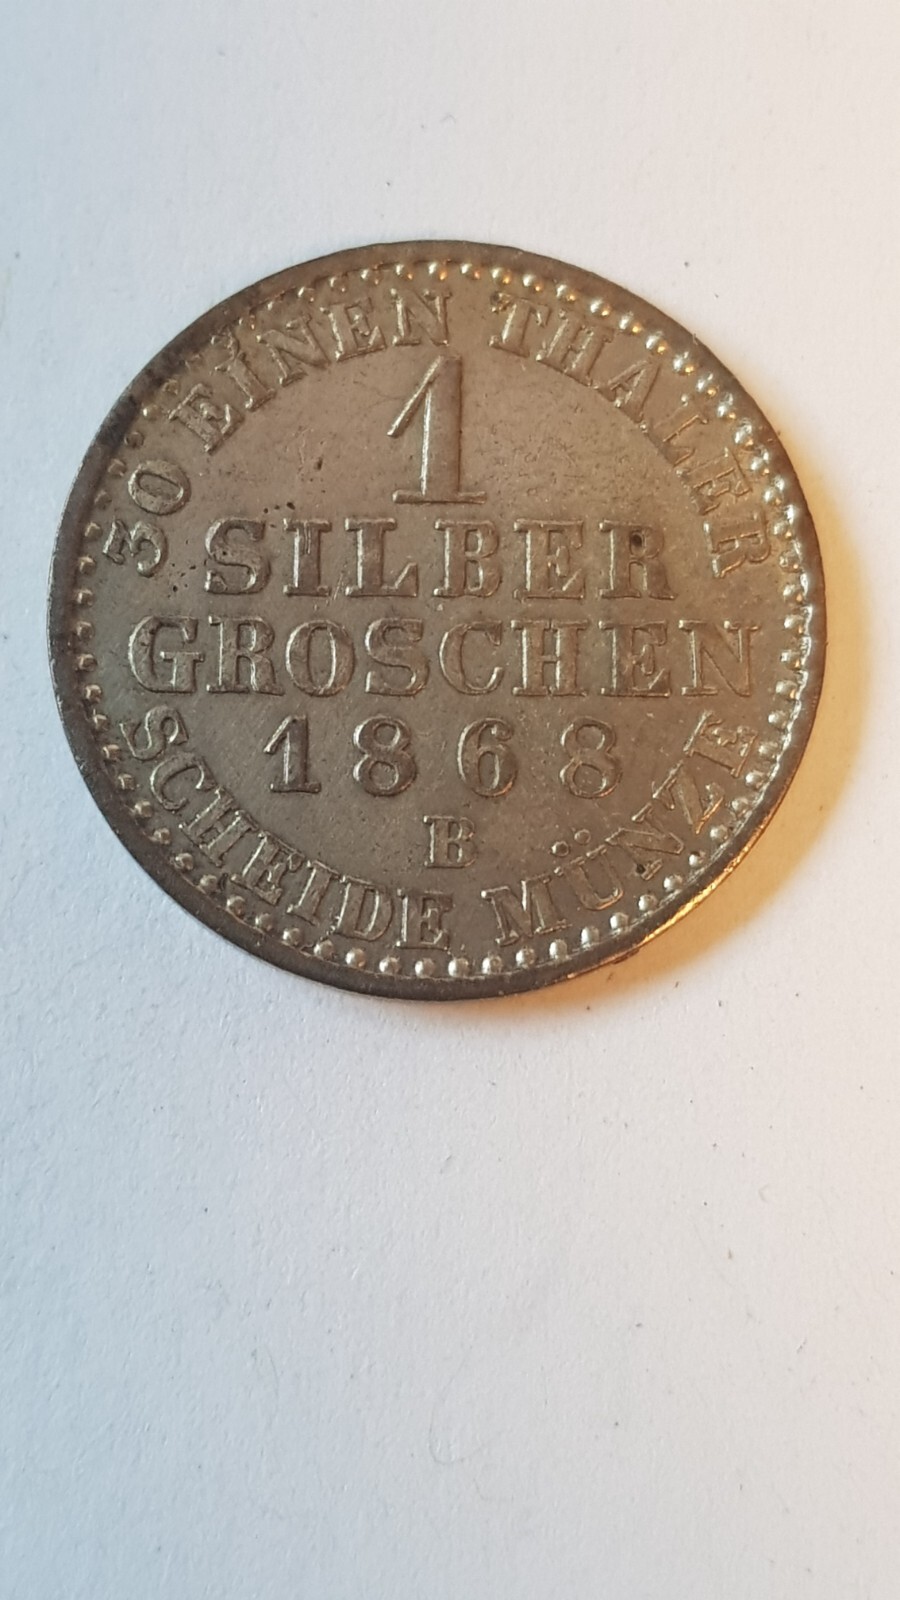 30 EINEN THALER
1
SILBER
GROSCHEN
1868
B
SCHEIDE MÜNZE